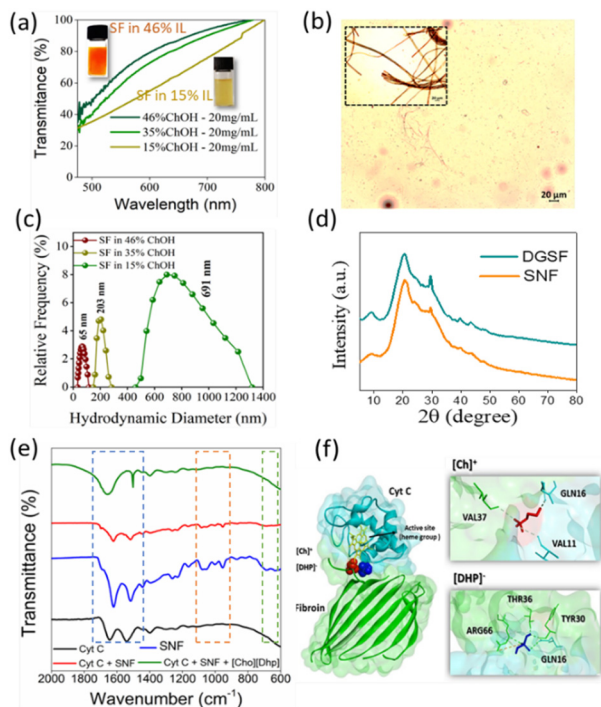 (a)
SF in 46% IL
SF in 15% IL
46%ChOH - 20mg/mL
35%ChOH - 20mg/mL
15%ChOH - 20mg/mL
Transmitance (%)
100
80
60
40
20
0
500
600
700
800
Wavelength (nm)
(b)
20 µm
(c)
SF in 46% ChOH
SF in 35% ChOH
SF in 15% ChOH
65 nm
203 nm
691 nm
Relative Frequency (%)
8
6
4
2
0
0 200 400 600 800 1000 1200 1400
Hydrodynamic Diameter (nm)
(d)
DGSF
SNF
Intensity (a.u.)
10 20 30 40 50 60 70 80
2θ (degree)
(e)
Transmittance (%)
Cyt C
SNF
Cyt C + SNF
Cyt C + SNF + [Cho][Dhp]
2000 1800 1600 1400 1200 1000 800 600
Wavenumber (cm-1)
(f)
Cyt C
Active site
(heme group )
[Ch]+
[DHP]-
Fibroin
[Ch]+
GLN16
VAL37
VAL11
[DHP]-
THR36
TYR30
ARG66
GLN16